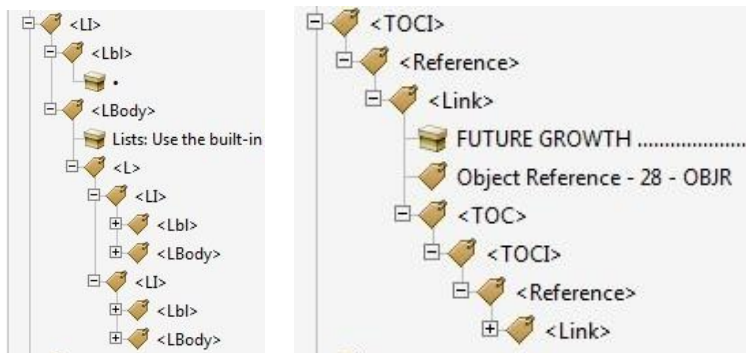 <LI>
<Lbl>
•
<LBody>
Lists: Use the built-in
<L>
<LI>
<Lbl>
<LBody>
<LI>
<Lbl>
<LBody>
<TOCI>
<Reference>
<Link>
FUTURE GROWTH .....................
Object Reference - 28 - OBJR
<TOC>
<TOCI>
<Reference>
<Link>